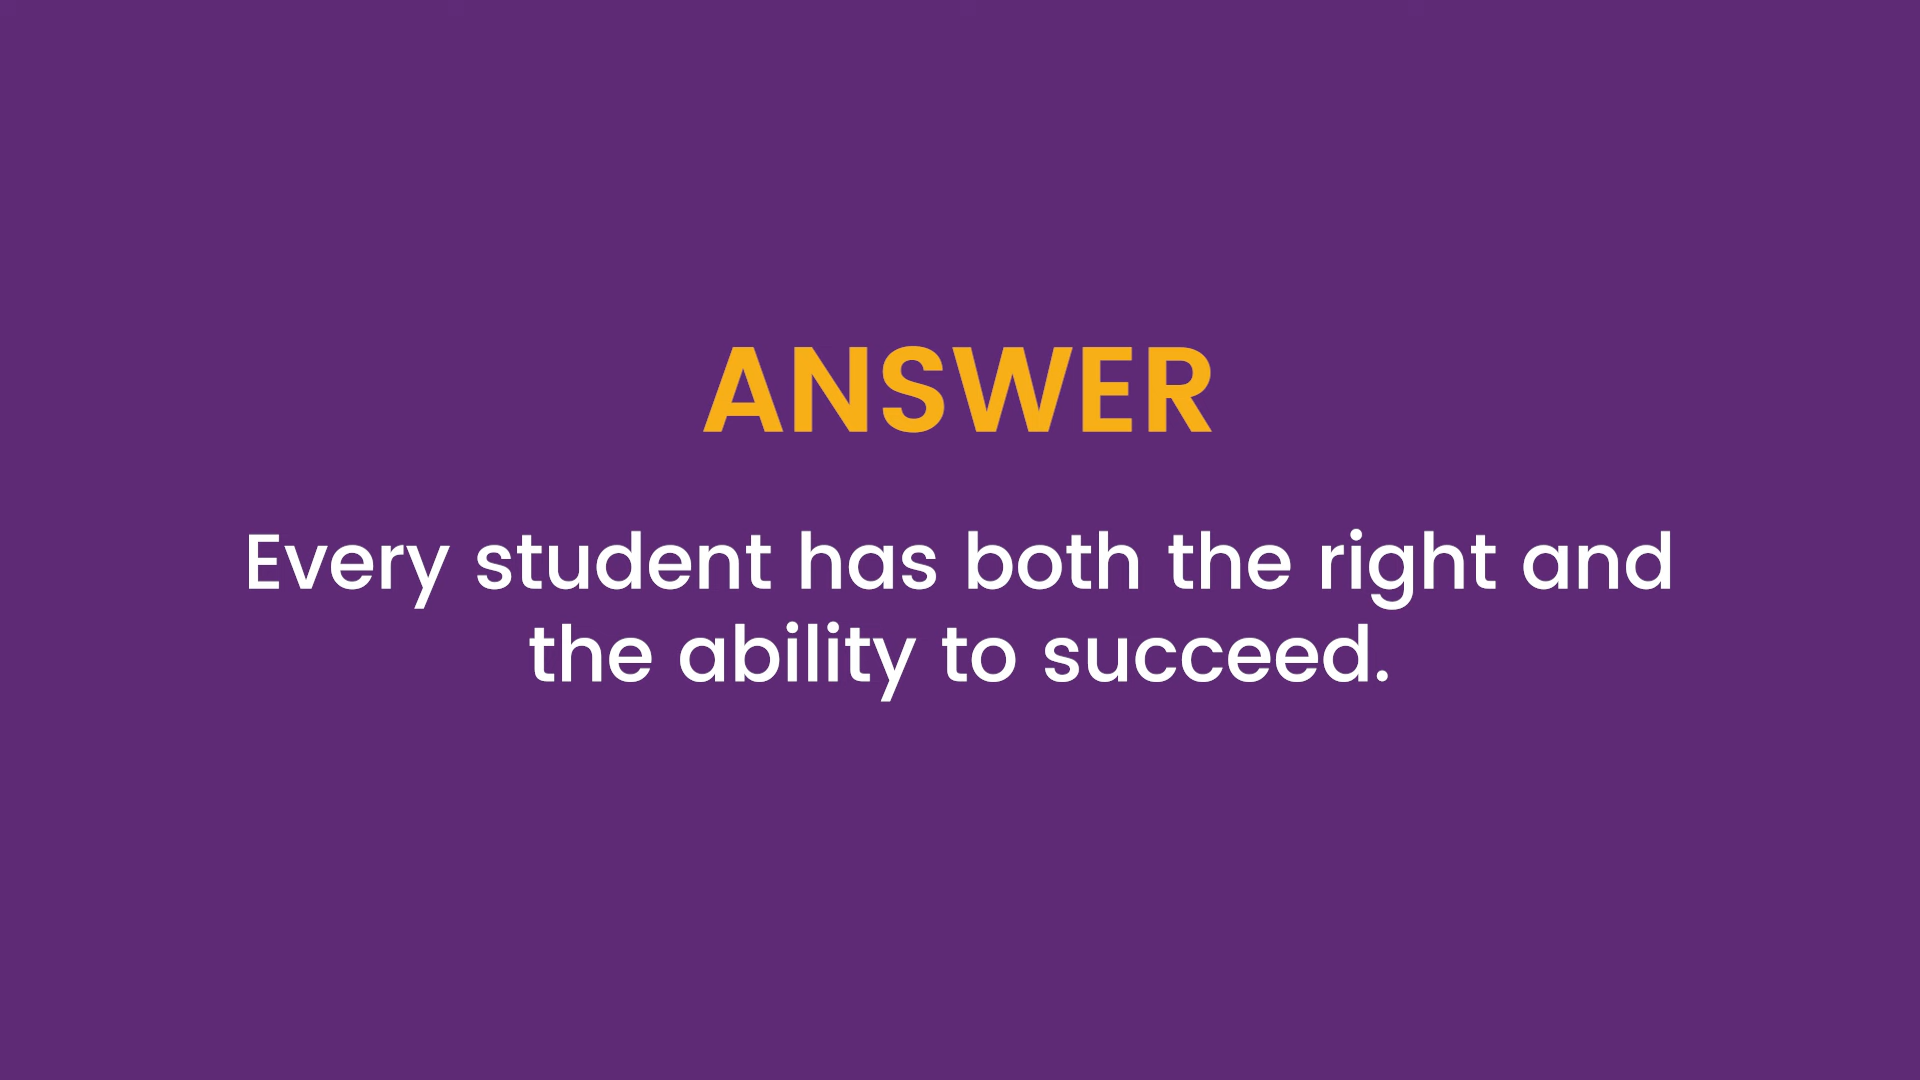 ANSWER
Every student has both the right and
the ability to succeed.